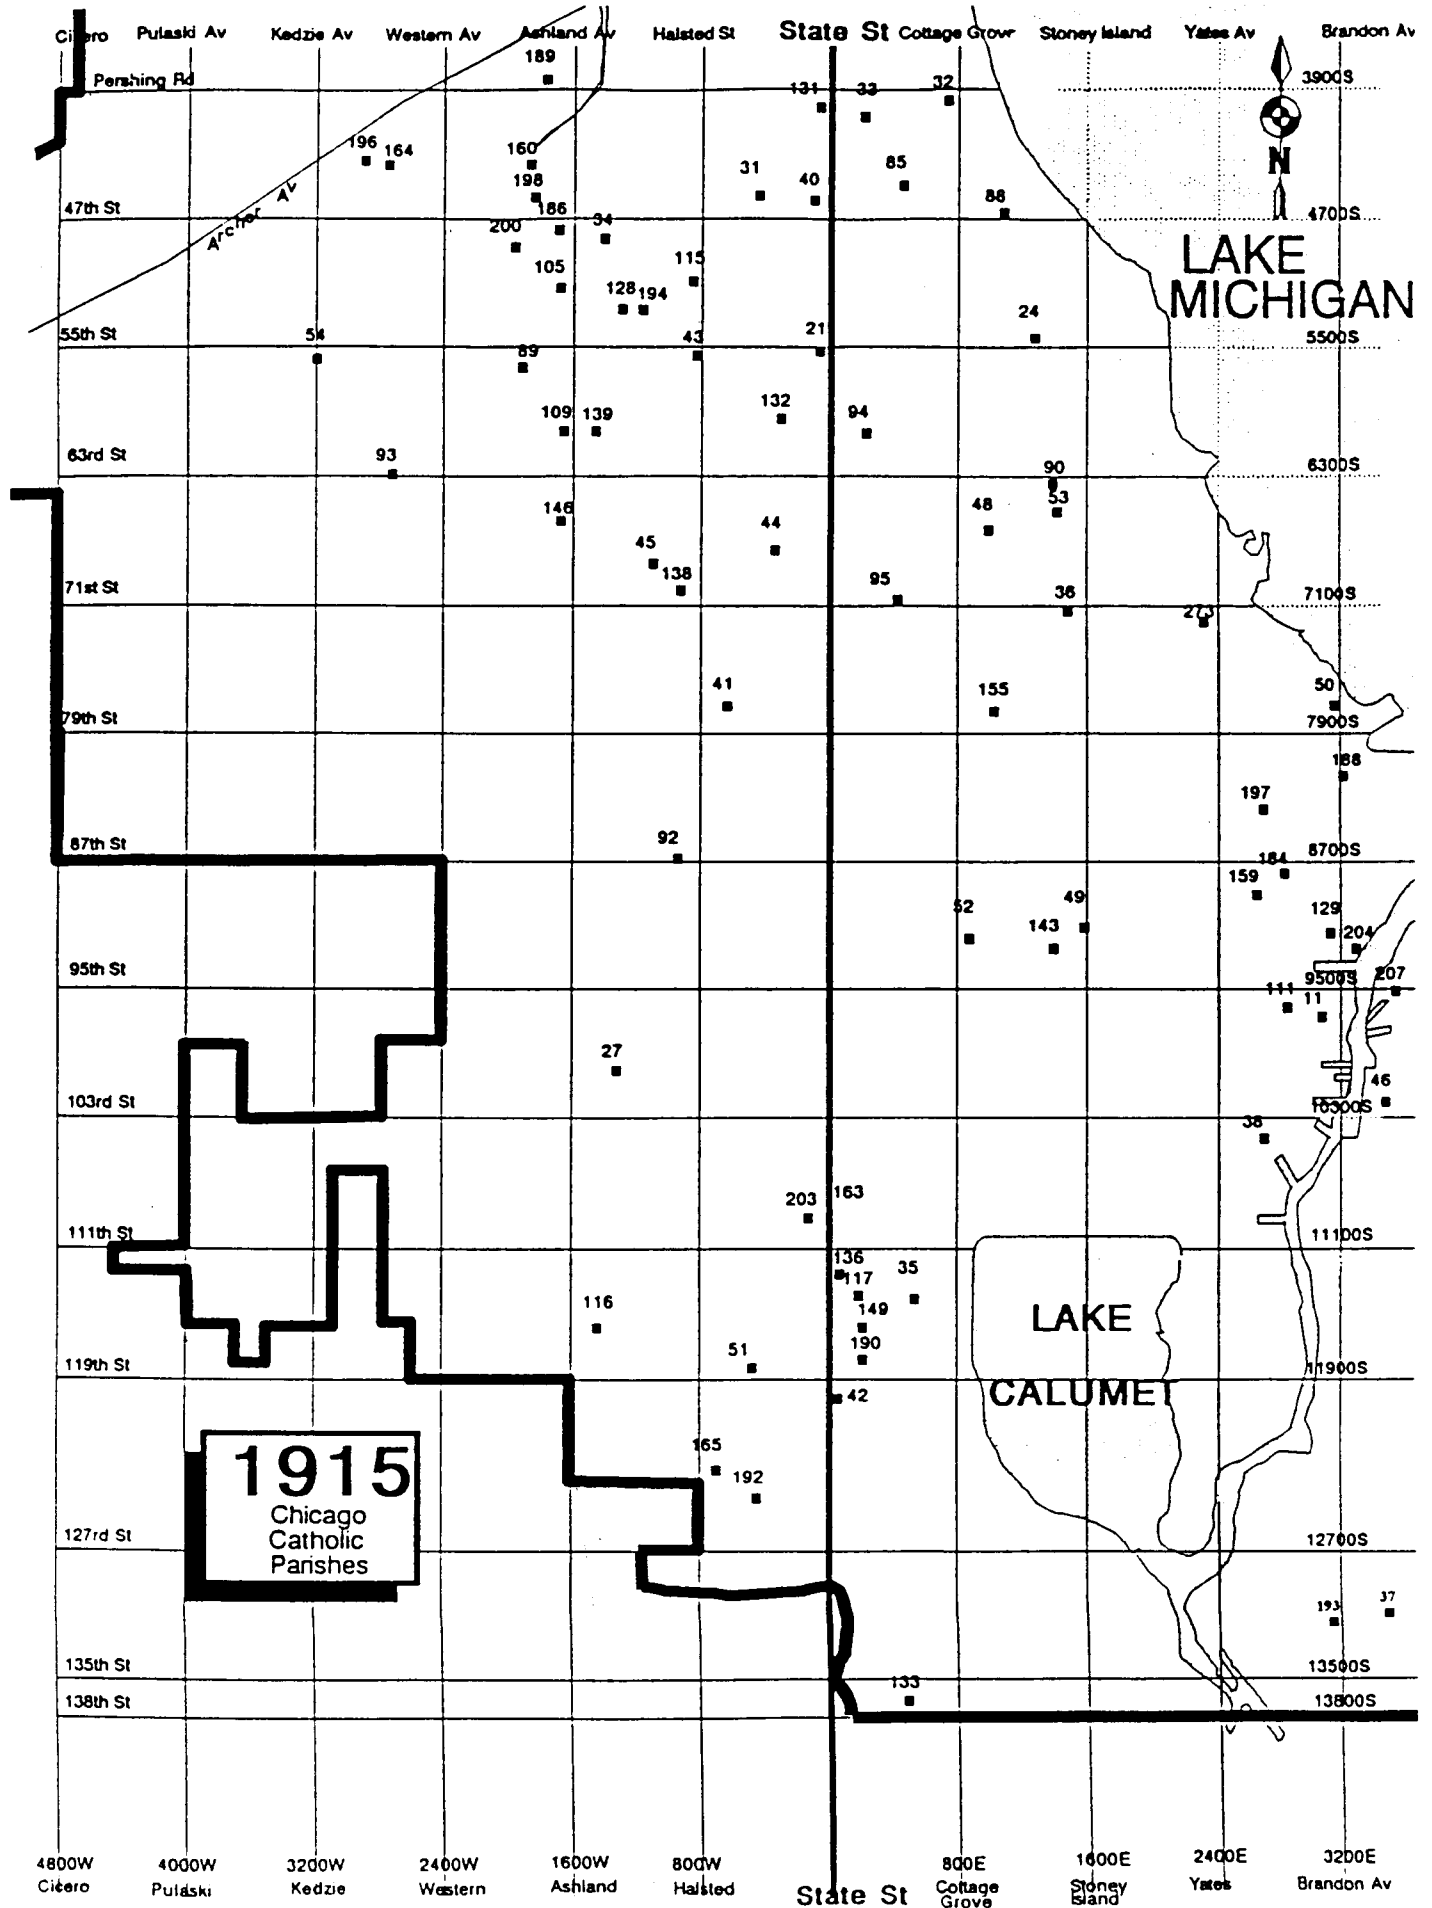 Cicero Pulaski Av Kedzie Av Western Av Ashland Av Halsted St State St Cottage Grove Stoney Island Yates Av Brandon Av
189
Pershing Rd 3900S
131 33 32
196 164 160 31 40 85
N
198
88
47th St 4700S
Archer Av
186
200 34
LAKE
MICHIGAN
105 115
128 194
24
55th St 5500S
54 89 43 21
109 139 132 94
63rd St 6300S
93 90
53
146 44 48
45
138 95
71st St 7100S
36 273
41 155 50
79th St 7900S
188
197
92
87th St 8700S
184
159
52 143 49 129
204
95th St 9500S
207
111 11
27
46
103rd St 10300S
38
203 163
111th St 11100S
136
117 35
116 149
LAKE
51 190
119th St 11900S
CALUMET
42
165
192
1915
Chicago
Catholic
Parishes
127rd St 12700S
193 37
135th St 13500S
133
138th St 13800S
4800W 4000W 3200W 2400W 1600W 800W 800E 1600E 2400E 3200E
Cicero Pulaski Kedzie Western Ashland Halsted State St Cottage Grove Stoney Island Yates Brandon Av